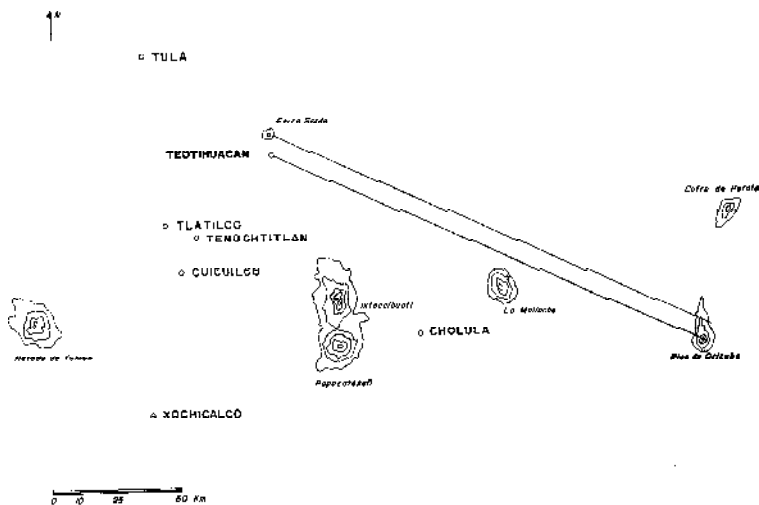 N
TULA
Cerro Gordo
TEOTIHUACAN
Cofre de Perote
TLATILCO
TENOCHTITLAN
CUICUILCO
Ixtaccihuatl
La Malinche
CHOLULA
Nevado de Toluca
Pico de Orizaba
Popocatépetl
XOCHICALCO
0 10 25 50 Km